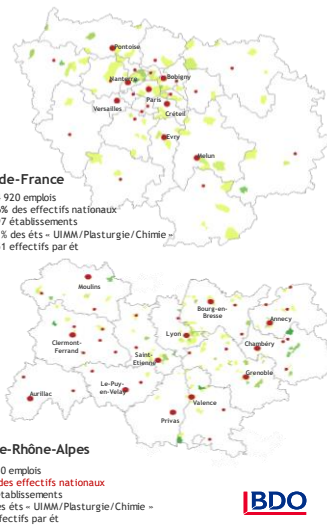 Pontoise
Nanterre
Bobigny
Paris
Versailles
Créteil
Evry
Melun
de-France
920 emplois
% des effectifs nationaux
97 établissements
% des éts « UIMM/Plasturgie/Chimie »
1 effectifs par ét
Moulins
Bourg-en-
Bresse
Annecy
Lyon
Clermont-
Ferrand
Chambéry
Saint-
Etienne
Grenoble
Le-Puy-
en-Velay
Aurillac
Valence
Privas
e-Rhône-Alpes
0 emplois
des effectifs nationaux
établissements
es éts « UIMM/Plasturgie/Chimie »
ffectifs par ét
BDO